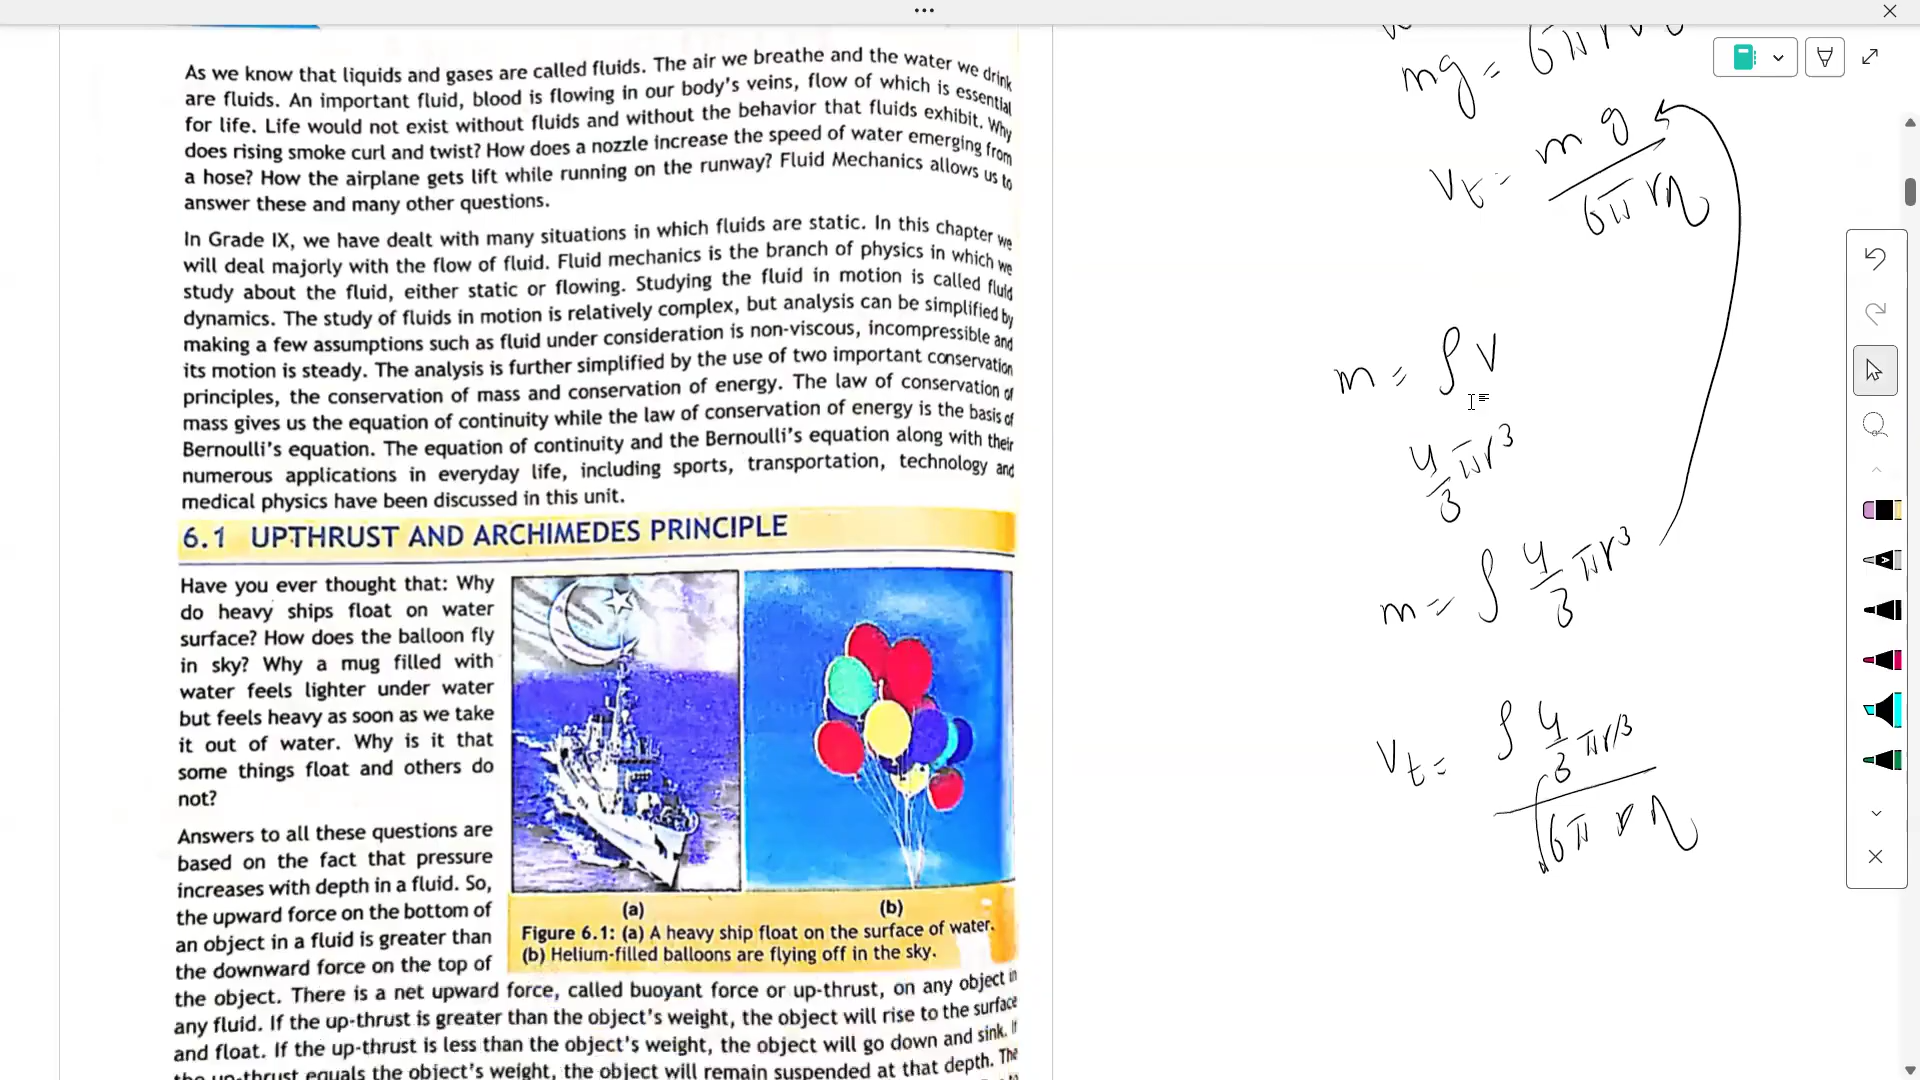 As we know that liquids and gases are called fluids. The air we breathe and the water we drink
are fluids. An important fluid, blood is flowing in our body's veins, flow of which is essential
for life. Life would not exist without fluids and without the behavior that fluids exhibit. Why
does rising smoke curl and twist? How does a nozzle increase the speed of water emerging from
a hose? How the airplane gets lift while running on the runway? Fluid Mechanics allows us to
answer these and many other questions.
In Grade IX, we have dealt with many situations in which fluids are static. In this chapter we
will deal majorly with the flow of fluid. Fluid mechanics is the branch of physics in which we
study about the fluid, either static or flowing. Studying the fluid in motion is called fluid
dynamics. The study of fluids in motion is relatively complex, but analysis can be simplified by
making a few assumptions such as fluid under consideration is non-viscous, incompressible and
its motion is steady. The analysis is further simplified by the use of two important conservation
principles, the conservation of mass and conservation of energy. The law of conservation of
mass gives us the equation of continuity while the law of conservation of energy is the basis of
Bernoulli's equation. The equation of continuity and the Bernoulli's equation along with their
numerous applications in everyday life, including sports, transportation, technology and
medical physics have been discussed in this unit.
6.1 UPTHRUST AND ARCHIMEDES PRINCIPLE
Have you ever thought that: Why
do heavy ships float on water
surface? How does the balloon fly
in sky? Why a mug filled with
water feels lighter under water
but feels heavy as soon as we take
it out of water. Why is it that
some things float and others do
not?
Answers to all these questions are
based on the fact that pressure
increases with depth in a fluid. So,
the upward force on the bottom of
an object in a fluid is greater than
the downward force on the top of
(a)
(b)
Figure 6.1: (a) A heavy ship float on the surface of water.
(b) Helium-filled balloons are flying off in the sky.
the object. There is a net upward force, called buoyant force or up-thrust, on any object in
any fluid. If the up-thrust is greater than the object's weight, the object will rise to the surface
and float. If the up-thrust is less than the object's weight, the object will go down and sink. If
the up-thrust equals the object's weight, the object will remain suspended at that depth. The
mg = 6π
v_t = mg / 6πrη
m = ρV
4/3 πr³
m = ρ 4/3 πr³
v_t = ρ 4/3 πr³ / 6πrη